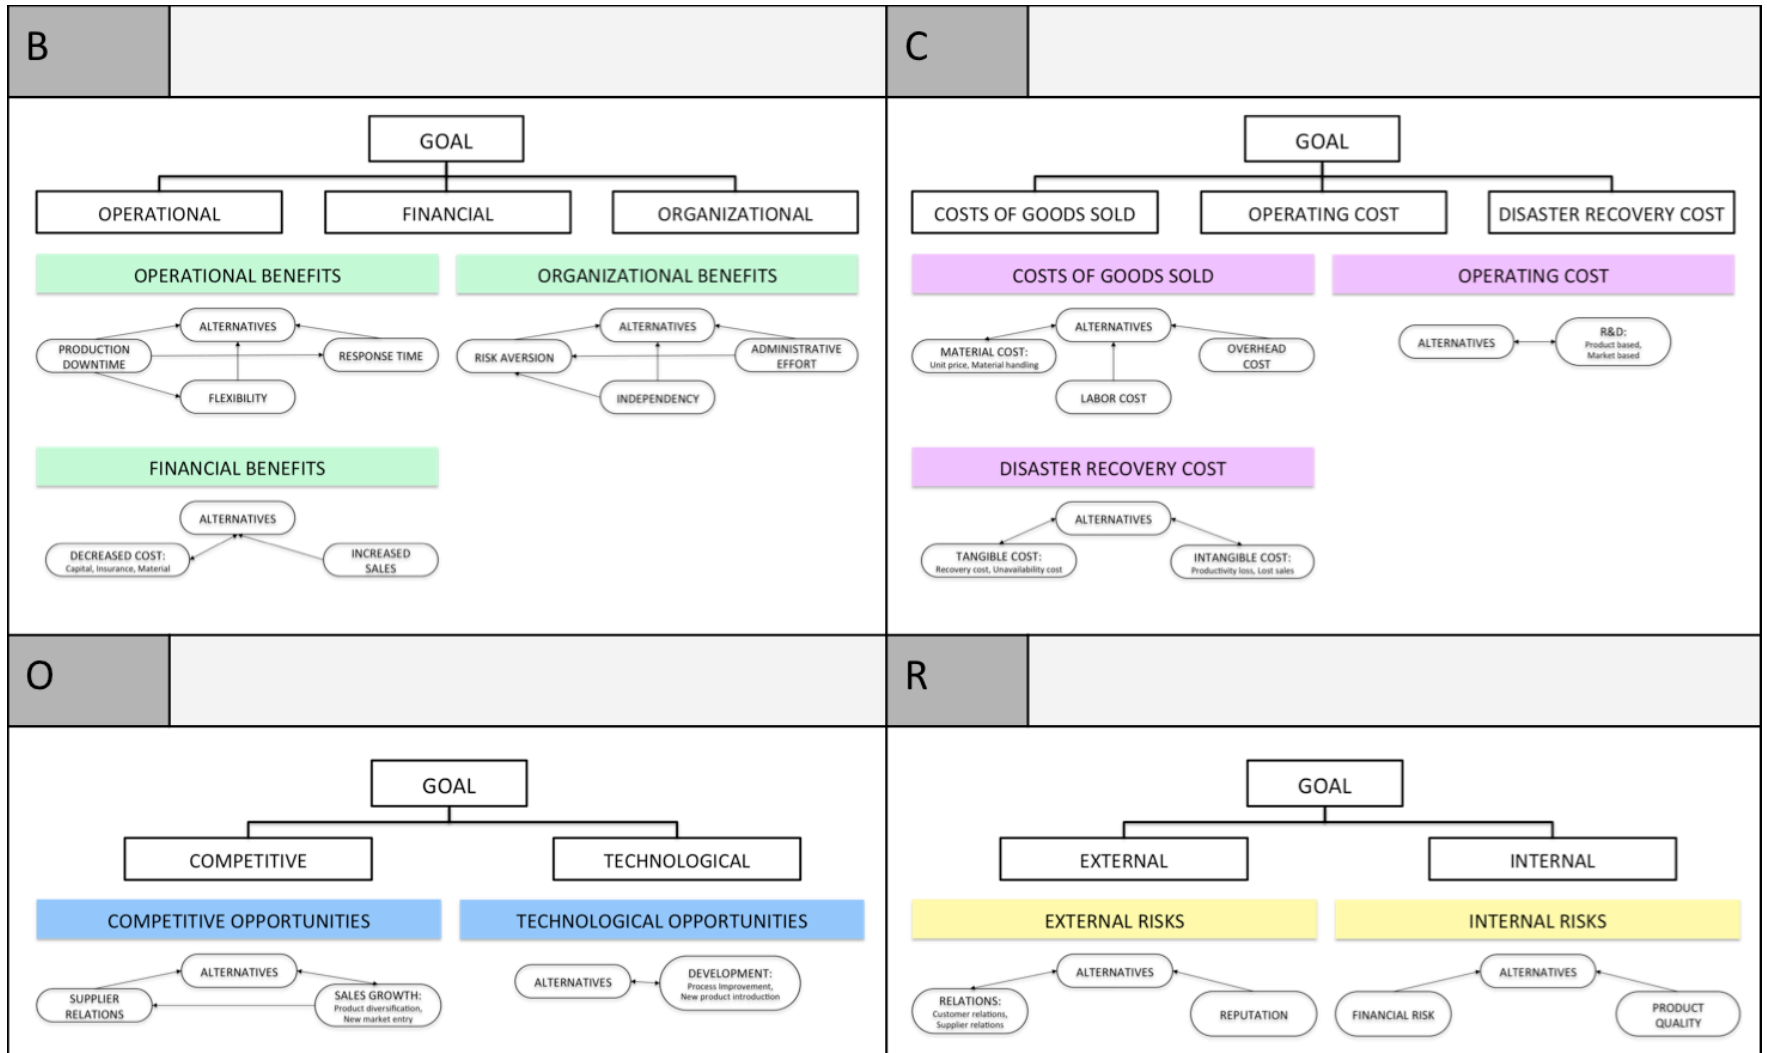 B
GOAL
OPERATIONAL
FINANCIAL
ORGANIZATIONAL
OPERATIONAL BENEFITS
ALTERNATIVES
PRODUCTION
DOWNTIME
RESPONSE TIME
FLEXIBILITY
ORGANIZATIONAL BENEFITS
ALTERNATIVES
RISK AVERSION
ADMINISTRATIVE
EFFORT
INDEPENDENCY
FINANCIAL BENEFITS
ALTERNATIVES
DECREASED COST:
Capital, Insurance, Material
INCREASED
SALES
C
GOAL
COSTS OF GOODS SOLD
OPERATING COST
DISASTER RECOVERY COST
COSTS OF GOODS SOLD
ALTERNATIVES
MATERIAL COST:
Unit price, Material handling
OVERHEAD
COST
LABOR COST
OPERATING COST
ALTERNATIVES
R&D:
Product based,
Market based
DISASTER RECOVERY COST
ALTERNATIVES
TANGIBLE COST:
Recovery cost, Unavailability cost
INTANGIBLE COST:
Productivity loss, Lost sales
O
GOAL
COMPETITIVE
TECHNOLOGICAL
COMPETITIVE OPPORTUNITIES
ALTERNATIVES
SUPPLIER
RELATIONS
SALES GROWTH:
Product diversification,
New market entry
TECHNOLOGICAL OPPORTUNITIES
ALTERNATIVES
DEVELOPMENT:
Process Improvement,
New product introduction
R
GOAL
EXTERNAL
INTERNAL
EXTERNAL RISKS
ALTERNATIVES
RELATIONS:
Customer relations,
Supplier relations
REPUTATION
INTERNAL RISKS
ALTERNATIVES
FINANCIAL RISK
PRODUCT
QUALITY